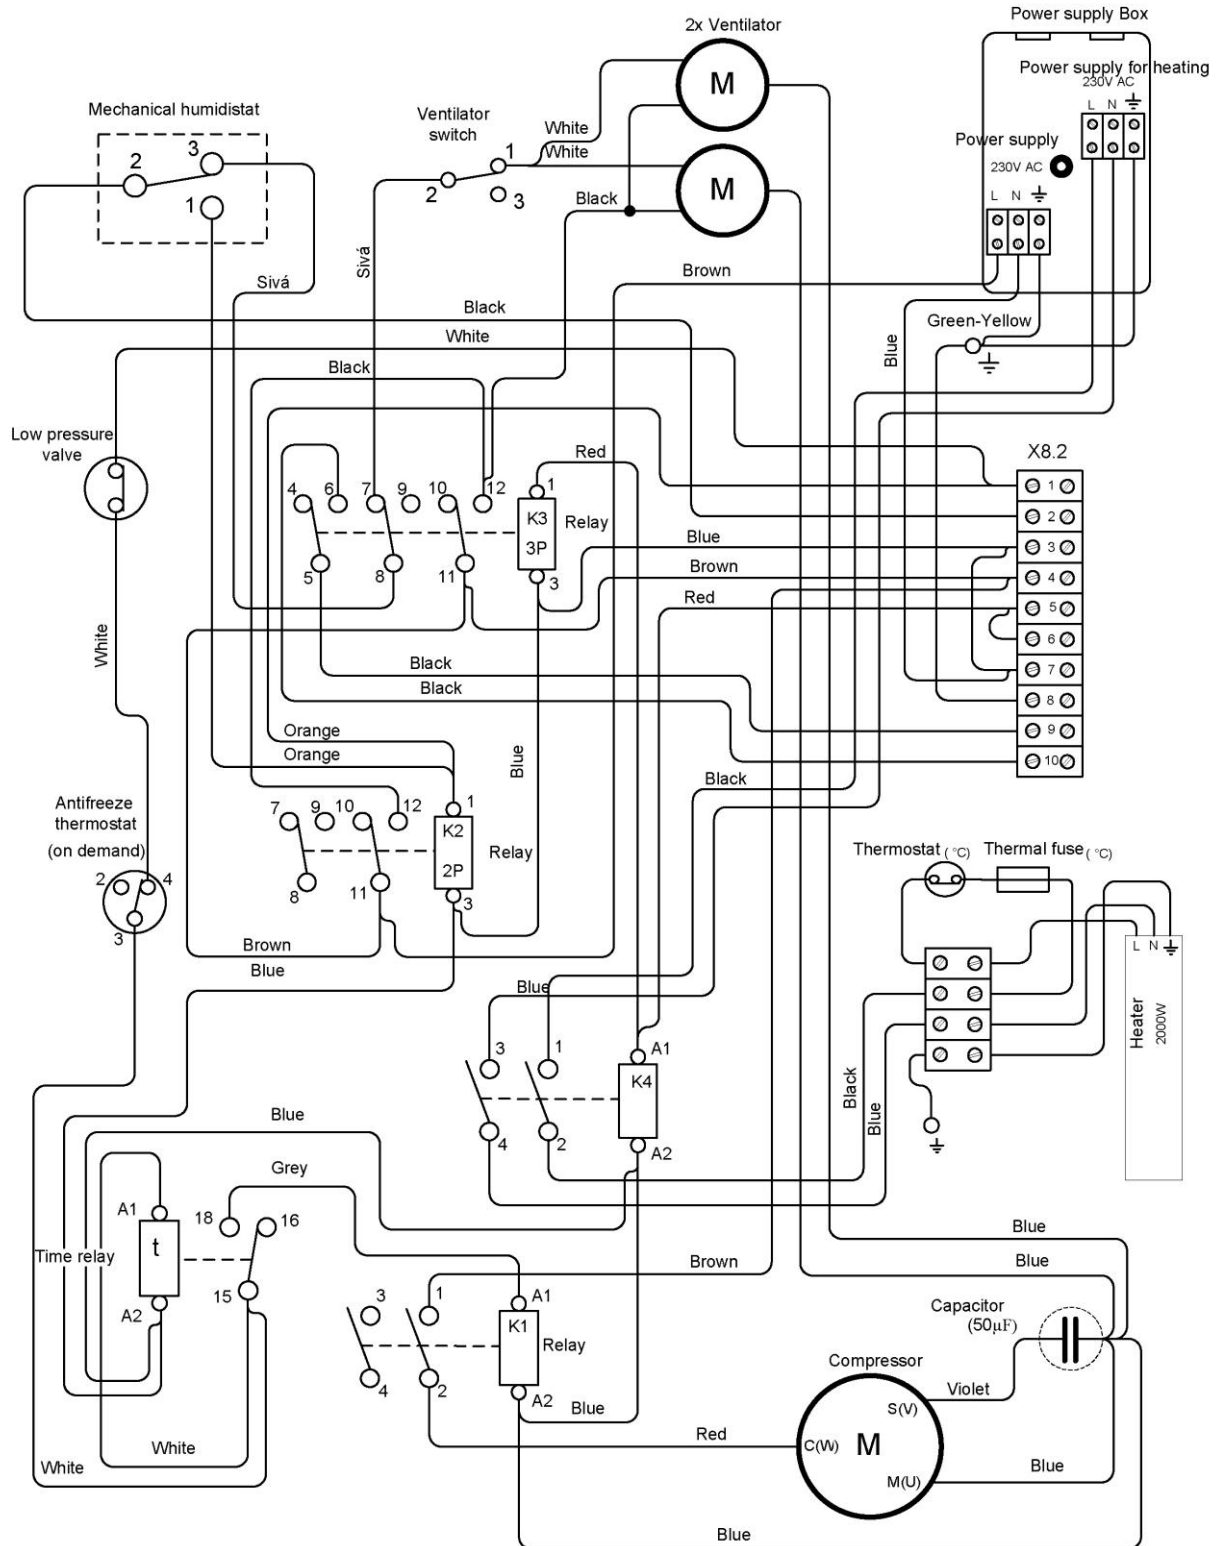 Power supply Box
2x Ventilator
Power supply for heating
230V AC
L N
Mechanical humidistat
Ventilator
switch
White
White
M
Power supply
230V AC
L N
3
2
1
1
2
3
Black
M
Sivá
Sivá
Brown
Black
Green-Yellow
White
Blue
Black
Low pressure
valve
Red
X8.2
4 6 7 9 10 12 1
K3
3P
Relay
5 8 11 3
1
2
3
4
5
6
7
8
9
10
Blue
Brown
Red
White
Black
Black
Orange
Orange
Blue
Black
Antifreeze
thermostat
(on demand)
7 9 10 12 1
K2
2P
Relay
8 11 3
2 4
3
Thermostat (°C) Thermal fuse (°C)
Brown
Blue
L N
Blue
Heater
2000W
3 1 A1
K4
4 2 A2
Black
Blue
Blue
Grey
A1
18 16
t
Time relay
15
A2
Blue
Blue
Brown
3 1 A1
K1
Relay
4 2 A2
Capacitor
(50µF)
Compressor
Violet
S(V)
Blue
Red
C(W) M
M(U)
Blue
White
White
Blue